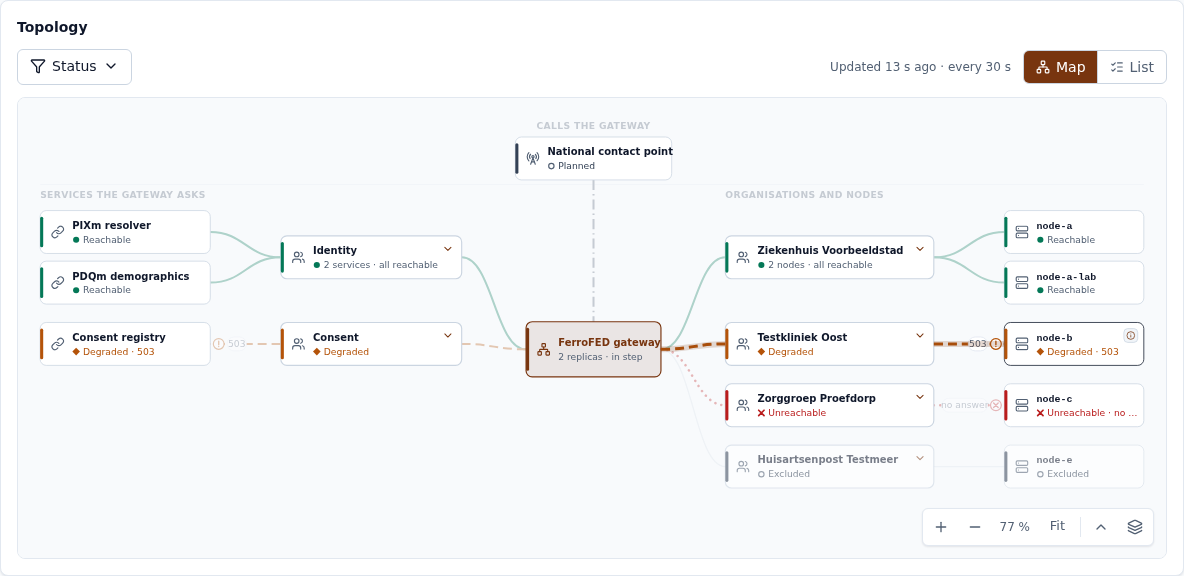 Topology
Status
Updated 13 s ago · every 30 s
Map
List
CALLS THE GATEWAY
National contact point
Planned
SERVICES THE GATEWAY ASKS
ORGANISATIONS AND NODES
PIXm resolver
Reachable
PDQm demographics
Reachable
Identity
2 services · all reachable
Ziekenhuis Voorbeeldstad
2 nodes · all reachable
node-a
Reachable
node-a-lab
Reachable
Consent registry
Degraded · 503
503
Consent
Degraded
FerroFED gateway
2 replicas · in step
Testkliniek Oost
Degraded
503
node-b
Degraded · 503
Zorggroep Proefdorp
Unreachable
no answer
node-c
Unreachable · no ...
Huisartsenpost Testmeer
Excluded
node-e
Excluded
77 %
Fit